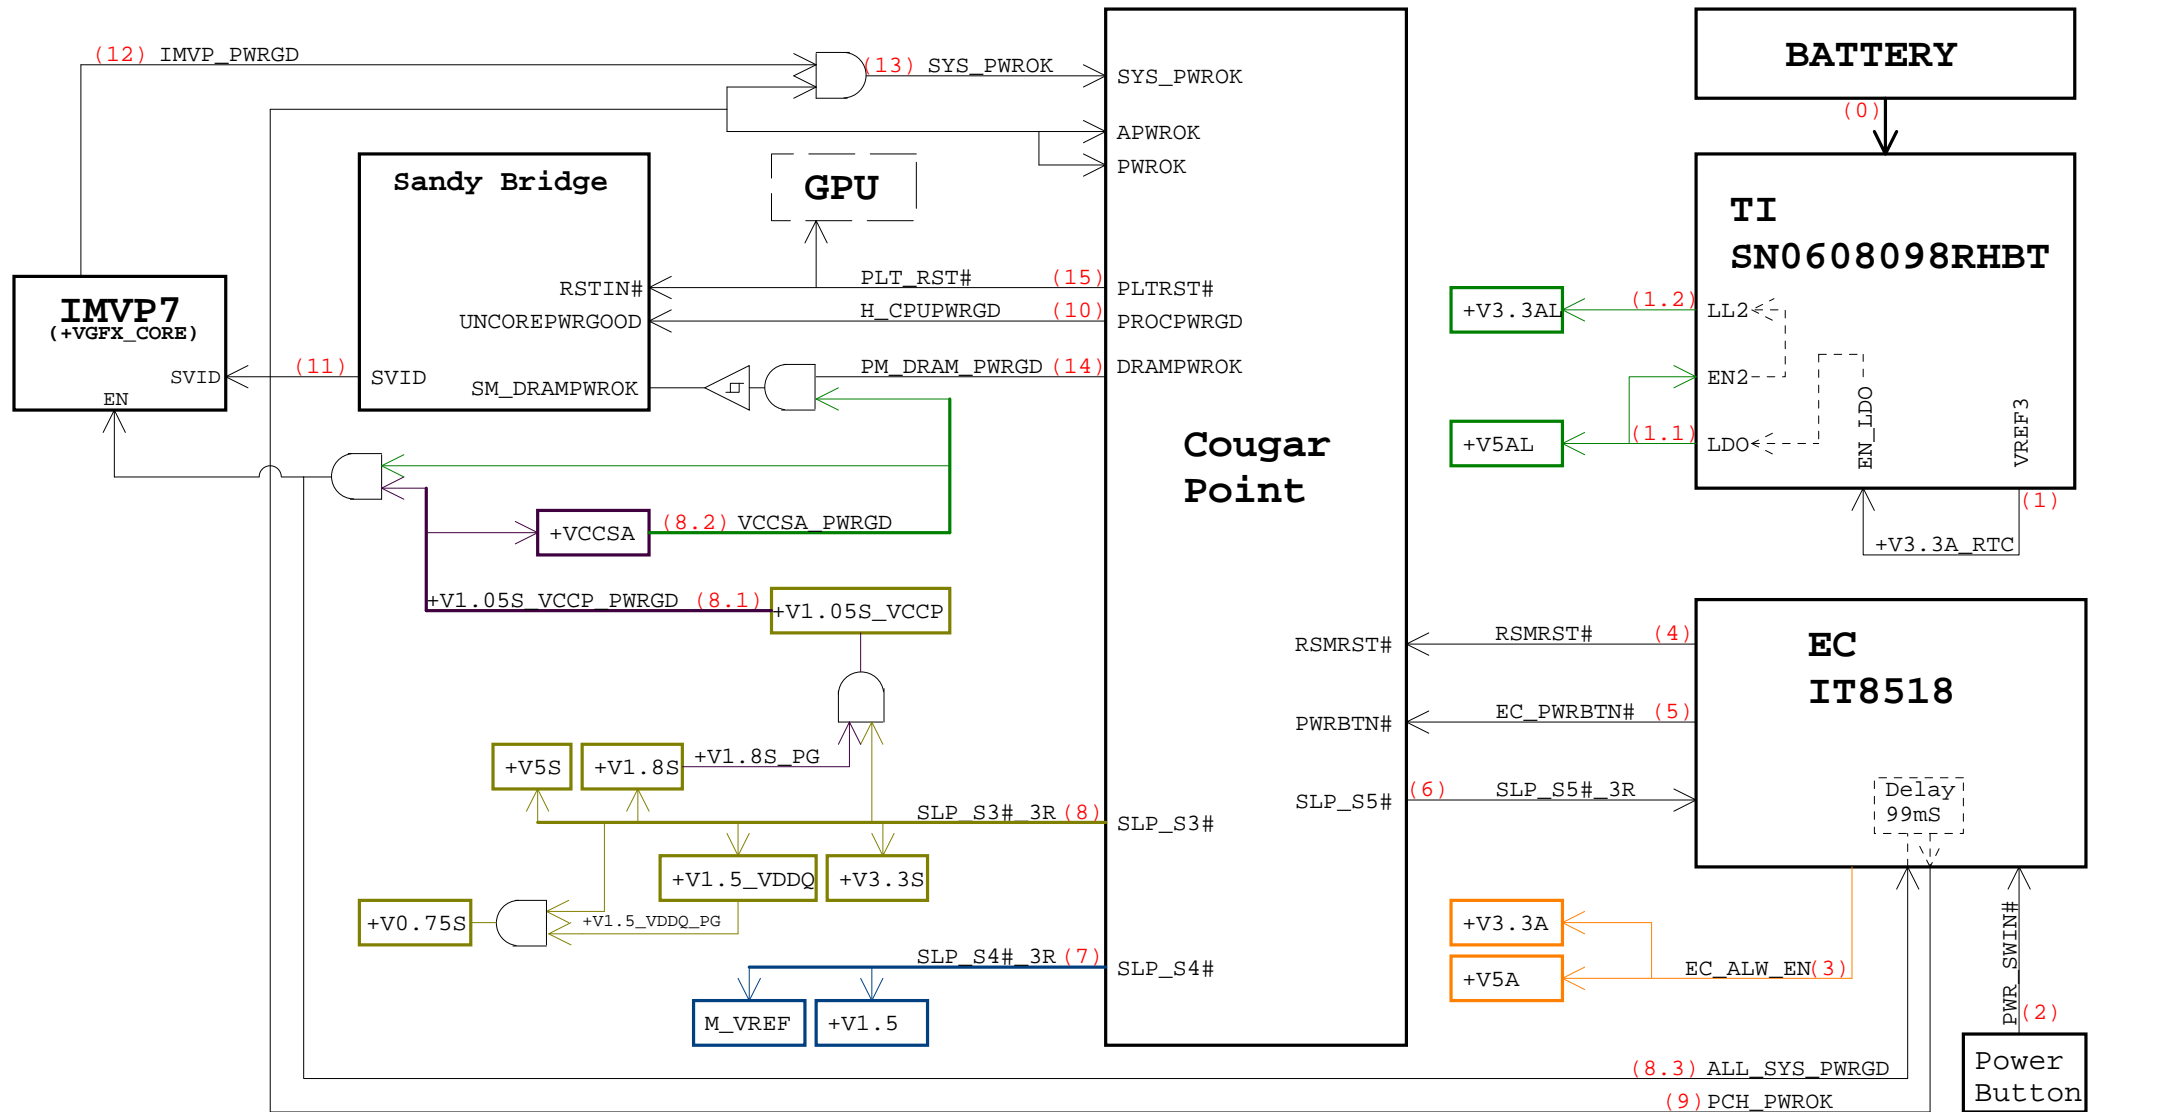 (12) IMVP_PWRGD
(13) SYS_PWROK
SYS_PWROK
APWROK
PWROK
BATTERY
(0)
Sandy Bridge
GPU
TI
SN0608098RHBT
RSTIN#
PLT_RST# (15)
PLTRST#
UNCOREPWRGOOD
H_CPUPWRGD (10)
PROCPWRGD
IMVP7
(+VGFX_CORE)
SVID
(11)
SVID
EN
SM_DRAMPWROK
PM_DRAM_PWRGD (14)
DRAMPWROK
+V3.3AL
(1.2)
LL2
EN2
+V5AL
(1.1)
LDO
EN_LDO
VREF3
(1)
+V3.3A_RTC
Cougar
Point
+VCCSA
(8.2) VCCSA_PWRGD
+V1.05S_VCCP_PWRGD (8.1)
+V1.05S_VCCP
RSMRST#
RSMRST# (4)
EC
IT8518
PWRBTN#
EC_PWRBTN# (5)
SLP_S5#
(6) SLP_S5#_3R
Delay
99mS
+V5S
+V1.8S
+V1.8S_PG
SLP_S3#_3R (8)
SLP_S3#
+V1.5_VDDQ
+V3.3S
+V0.75S
+V1.5_VDDQ_PG
SLP_S4#_3R (7)
SLP_S4#
M_VREF
+V1.5
+V3.3A
+V5A
EC_ALW_EN(3)
PWR_SWIN#
(2)
Power
Button
(8.3) ALL_SYS_PWRGD
(9) PCH_PWROK